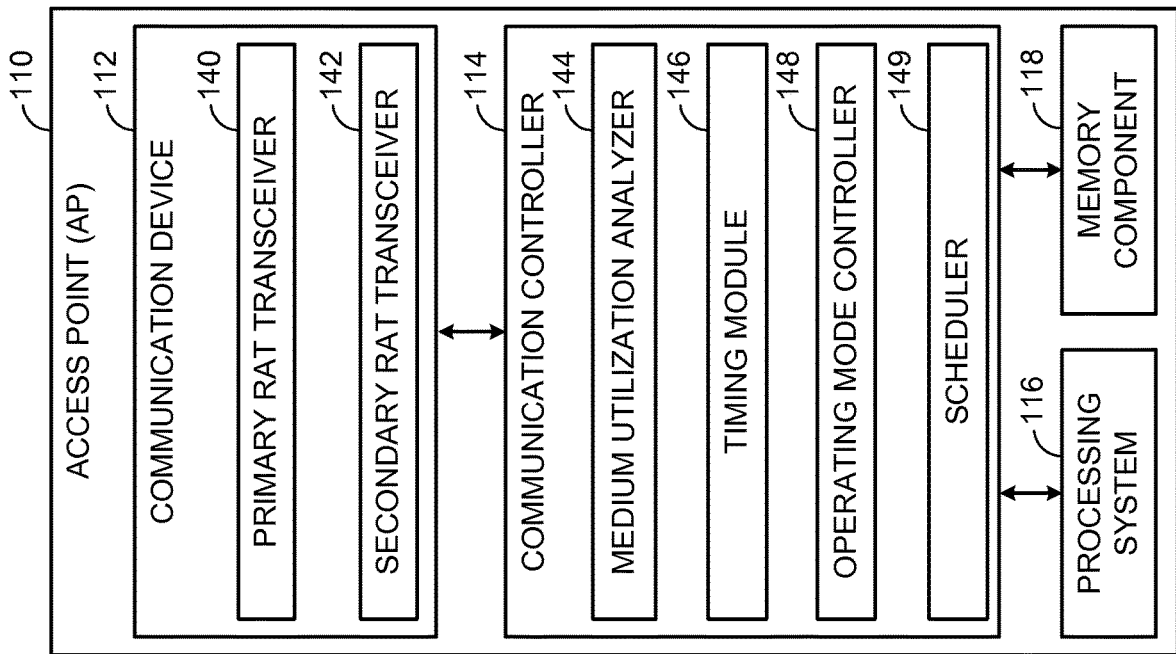 110
ACCESS POINT (AP)
112
COMMUNICATION DEVICE
140
PRIMARY RAT TRANSCEIVER
142
SECONDARY RAT TRANSCEIVER
114
COMMUNICATION CONTROLLER
144
MEDIUM UTILIZATION ANALYZER
146
TIMING MODULE
148
OPERATING MODE CONTROLLER
149
SCHEDULER
116
PROCESSING
SYSTEM
118
MEMORY
COMPONENT